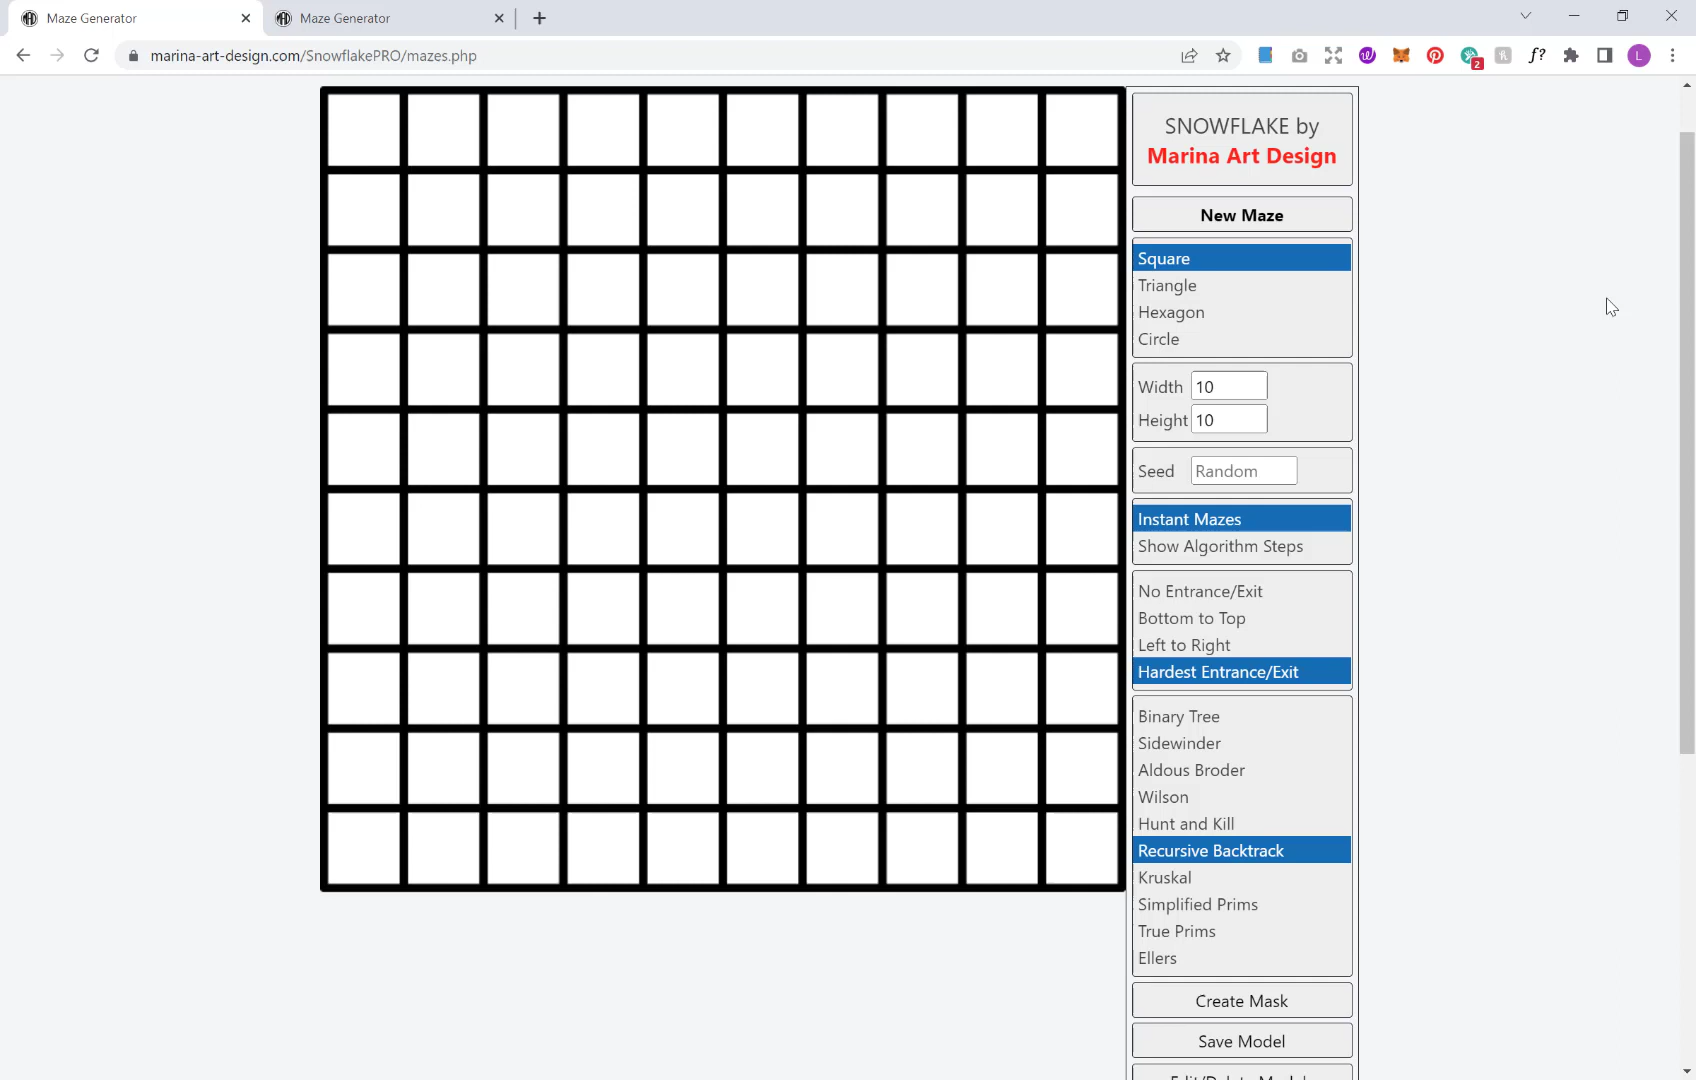 Maze Generator
Maze Generator
marina-art-design.com/SnowflakePRO/mazes.php
2
f?
L
SNOWFLAKE by
Marina Art Design
New Maze
Square
Triangle
Hexagon
Circle
Width 10
Height 10
Seed Random
Instant Mazes
Show Algorithm Steps
No Entrance/Exit
Bottom to Top
Left to Right
Hardest Entrance/Exit
Binary Tree
Sidewinder
Aldous Broder
Wilson
Hunt and Kill
Recursive Backtrack
Kruskal
Simplified Prims
True Prims
Ellers
Create Mask
Save Model